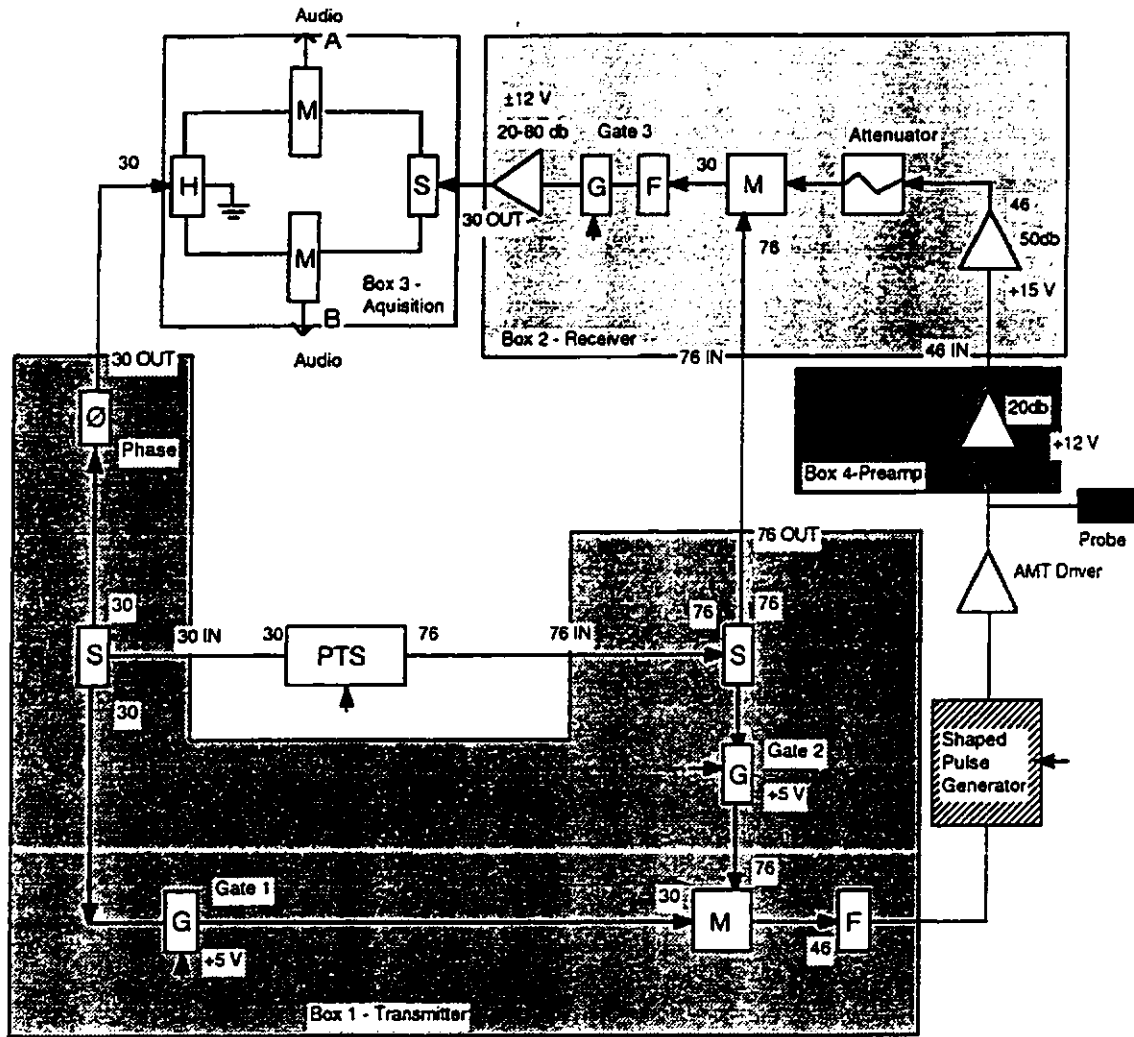 Audio
A
M
30
H
S
M
Box 3 -
Aquisition
B
Audio
±12 V
20-80 db
Gate 3
Attenuator
30
G
F
M
30 OUT
76
46
50db
+15 V
Box 2 - Receiver
76 IN
46 IN
20db
+12 V
Box 4-Preamp
Probe
AMT Driver
30 OUT
Ø
Phase
30
S
30 IN
30
PTS
76
76 IN
30
76 OUT
76
76
S
Gate 2
G
+5 V
Shaped
Pulse
Generator
Gate 1
G
+5 V
30
76
M
46
F
Box 1 - Transmitter